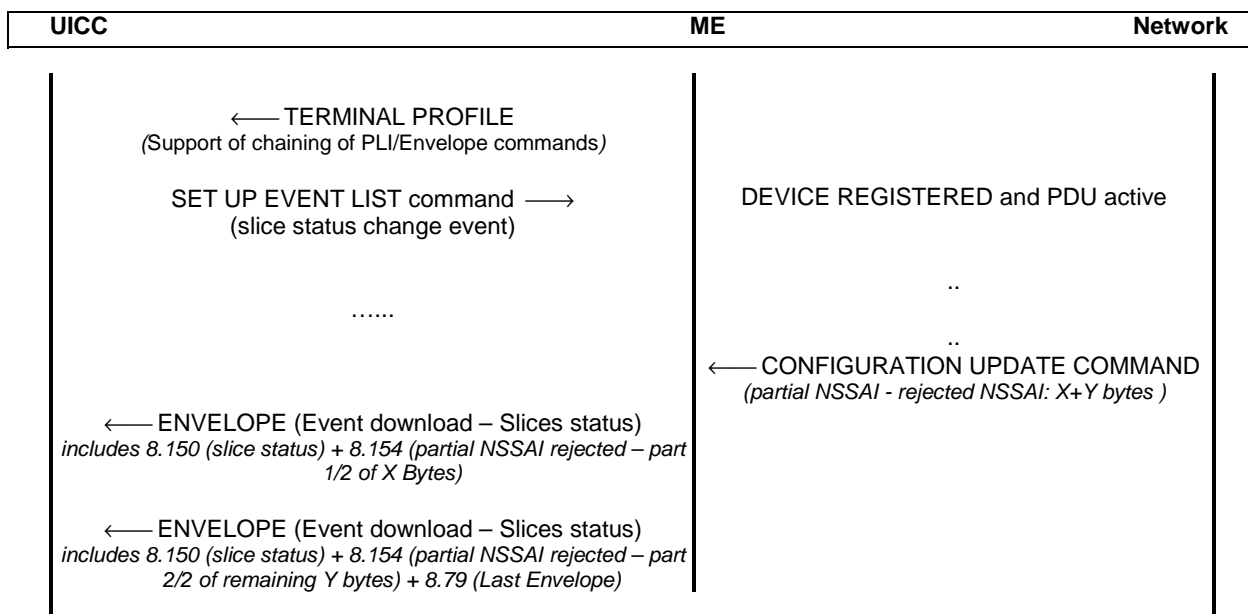 UICC ME Network
⟵ TERMINAL PROFILE
(Support of chaining of PLI/Envelope commands)
SET UP EVENT LIST command ⟶
(slice status change event)
DEVICE REGISTERED and PDU active
..
…...
..
⟵ CONFIGURATION UPDATE COMMAND
(partial NSSAI - rejected NSSAI: X+Y bytes )
⟵ ENVELOPE (Event download – Slices status)
includes 8.150 (slice status) + 8.154 (partial NSSAI rejected – part
1/2 of X Bytes)
⟵ ENVELOPE (Event download – Slices status)
includes 8.150 (slice status) + 8.154 (partial NSSAI rejected – part
2/2 of remaining Y bytes) + 8.79 (Last Envelope)